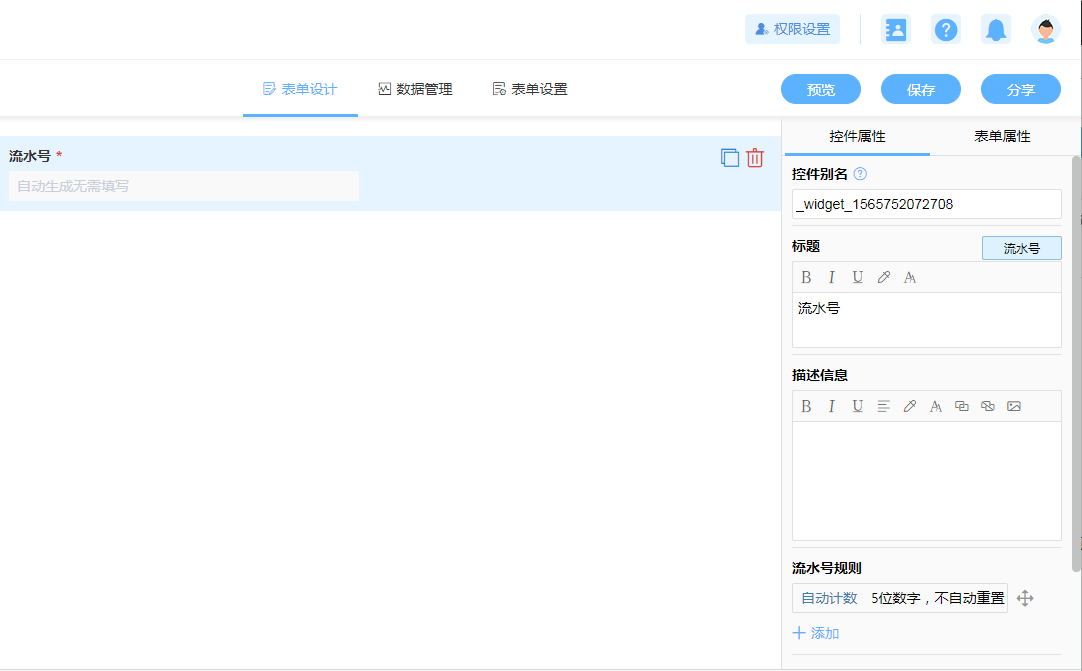 权限设置
表单设计
数据管理
表单设置
预览
保存
分享
流水号 *
自动生成无需填写
控件属性
表单属性
控件别名
_widget_1565752072708
标题
流水号
B I U A
流水号
描述信息
B I U A
流水号规则
自动计数 5位数字，不自动重置
添加